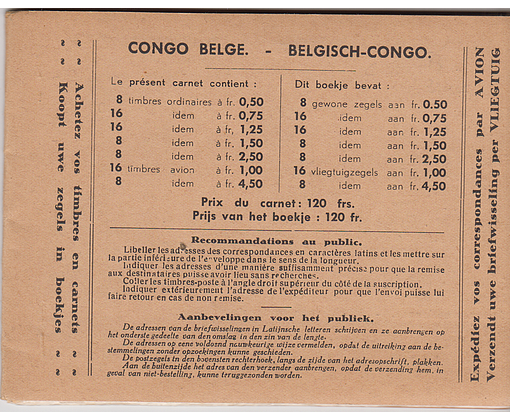 CONGO BELGE. - BELGISCH-CONGO.
Le présent carnet contient :
8 timbres ordinaires à fr. 0,50
16 idem à fr. 0,75
16 idem à fr. 1,25
8 idem à fr. 1,50
8 idem à fr. 2,50
16 timbres avion à fr. 1,00
8 idem à fr. 4,50
Dit boekje bevat :
8 gewone zegels aan fr. 0.50
16 idem aan fr. 0,75
16 idem aan fr. 1,25
8 idem aan fr. 1,50
8 idem aan fr. 2,50
16 vliegtuigzegels aan fr. 1,00
8 idem aan fr. 4,50
Prix du carnet : 120 frs.
Prijs van het boekje : 120 fr.
Recommandations au public.
Libeller les adresses des correspondances en caractères latins et les mettre sur
la partie inférieure de l'enveloppe dans le sens de la longueur.
Indiquer les adresses d'une manière suffisamment précise pour que la remise
aux destinataires puisse avoir lieu sans recherches.
Coller les timbres-poste à l'angle droit supérieur du côté de la suscription.
Indiquer extérieurement l'adresse de l'expéditeur pour que l'envoi puisse lui
faire retour en cas de non remise.
Aanbevelingen voor het publiek.
De adressen van de briefwisselingen in Latijnsche letteren schrijven en ze aanbrengen op
het onderste gedeelte van den omslag in den zin van de lengte.
De adressen op eene voldoend nauwkeurige wijze vermelden, opdat de uitreiking aan de be-
stemmelingen zonder opzoekingen kunne geschieden.
De postzegels in den bovensten rechterhoek, langs de zijde van het adresopschrift, plakken.
Aan de buitenzijde het adres van den verzender aanbrengen, opdat de verzending hem, in
geval van niet-bestelling, kunne teruggezonden worden.
Achetez vos timbres en carnets
Koopt uwe zegels in boekjes
Expédiez vos correspondances par AVION
Verzendt uwe briefwisseling per VLIEGTUIG